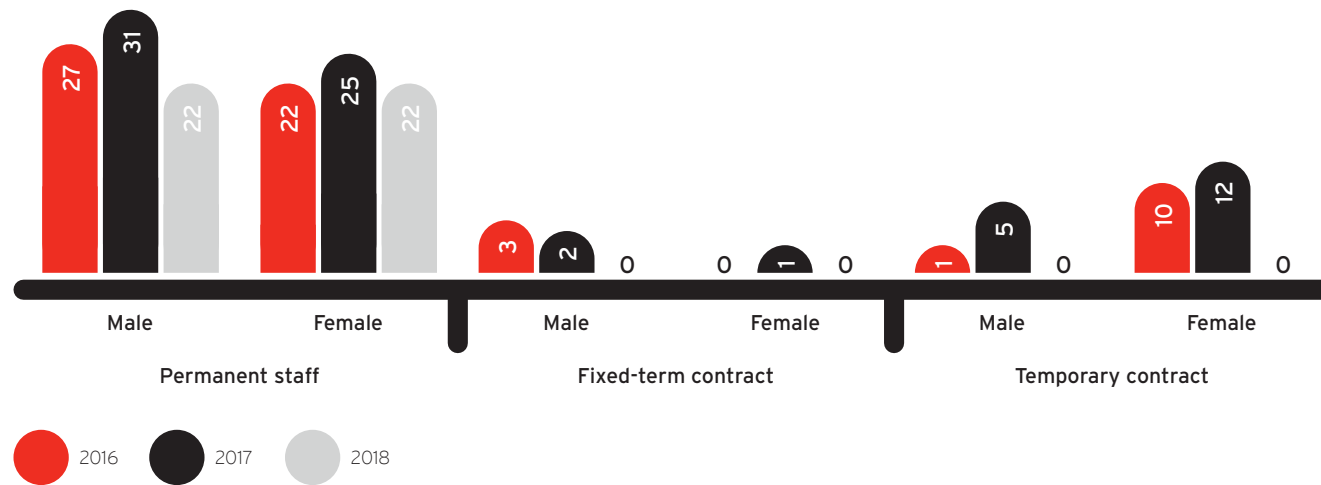 27 31 22 22 25 22 3 2 0 0 1 0 1 5 0 10 12 0
Male Female Male Female Male Female
Permanent staff Fixed-term contract Temporary contract
2016 2017 2018